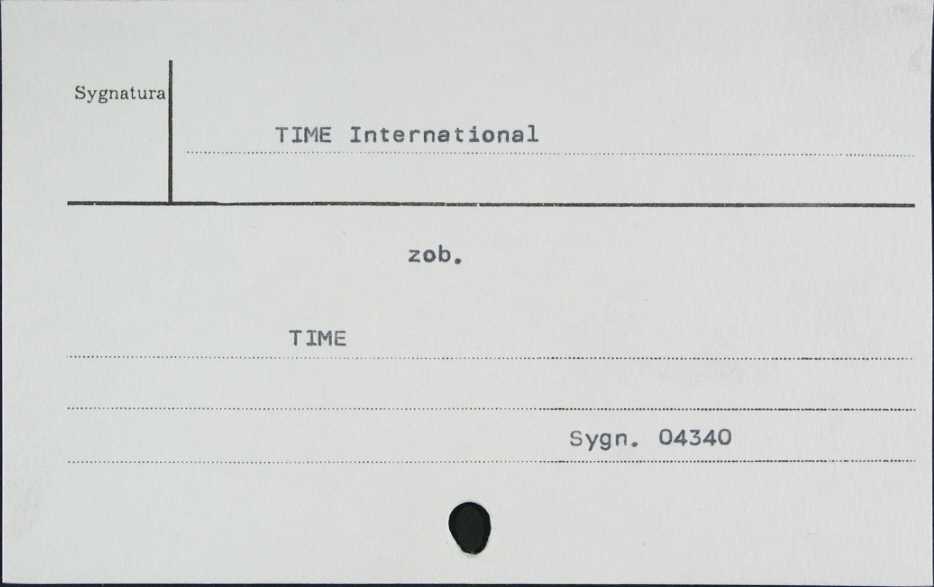 Sygnatura
TIME International
zob.
TIME
Sygn. 04340